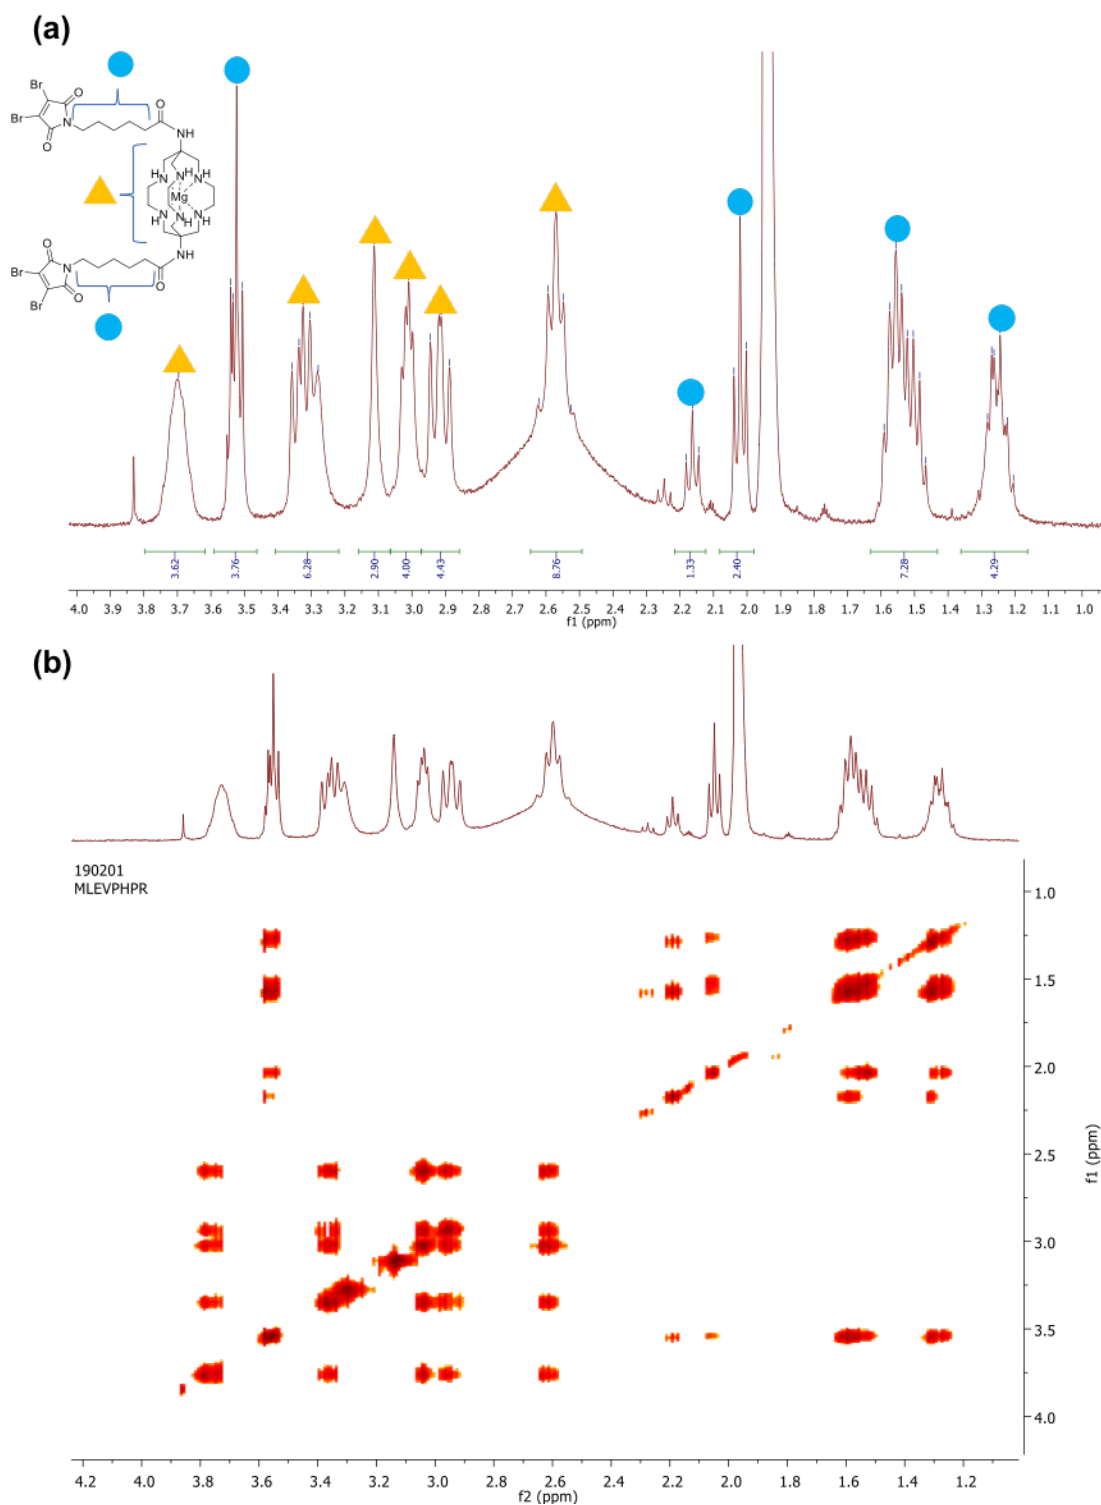 (a)
Br
Br
O
O
N
O
NH
NH
NH
NH
Mg
NH
NH
NH
NH
O
O
O
N
Br
Br
3.62
3.76
6.28
2.90
4.00
4.43
8.76
1.33
2.40
7.28
4.29
4.0 3.9 3.8 3.7 3.6 3.5 3.4 3.3 3.2 3.1 3.0 2.9 2.8 2.7 2.6 2.5 2.4 2.3 2.2 2.1 2.0 1.9 1.8 1.7 1.6 1.5 1.4 1.3 1.2 1.1 1.0
f1 (ppm)
(b)
190201
MLEVPHPR
1.0
1.5
2.0
2.5
3.0
3.5
4.0
f1 (ppm)
4.2 4.0 3.8 3.6 3.4 3.2 3.0 2.8 2.6 2.4 2.2 2.0 1.8 1.6 1.4 1.2
f2 (ppm)